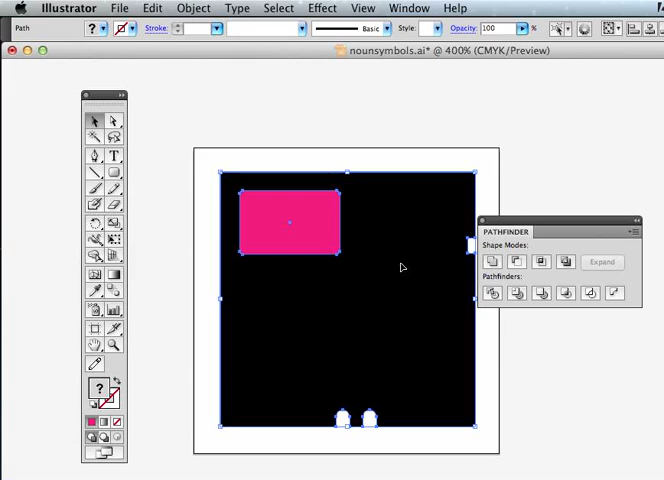 Illustrator File Edit Object Type Select Effect View Window Help
Path ? Stroke: Basic Style: Opacity: 100 %
nounsymbols.ai* @ 400% (CMYK/Preview)
T
PATHFINDER
Shape Modes:
Expand
Pathfinders:
?